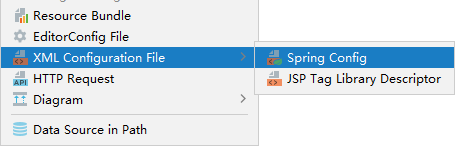 Resource Bundle
EditorConfig File
XML Configuration File
Spring Config
JSP Tag Library Descriptor
HTTP Request
Diagram
Data Source in Path